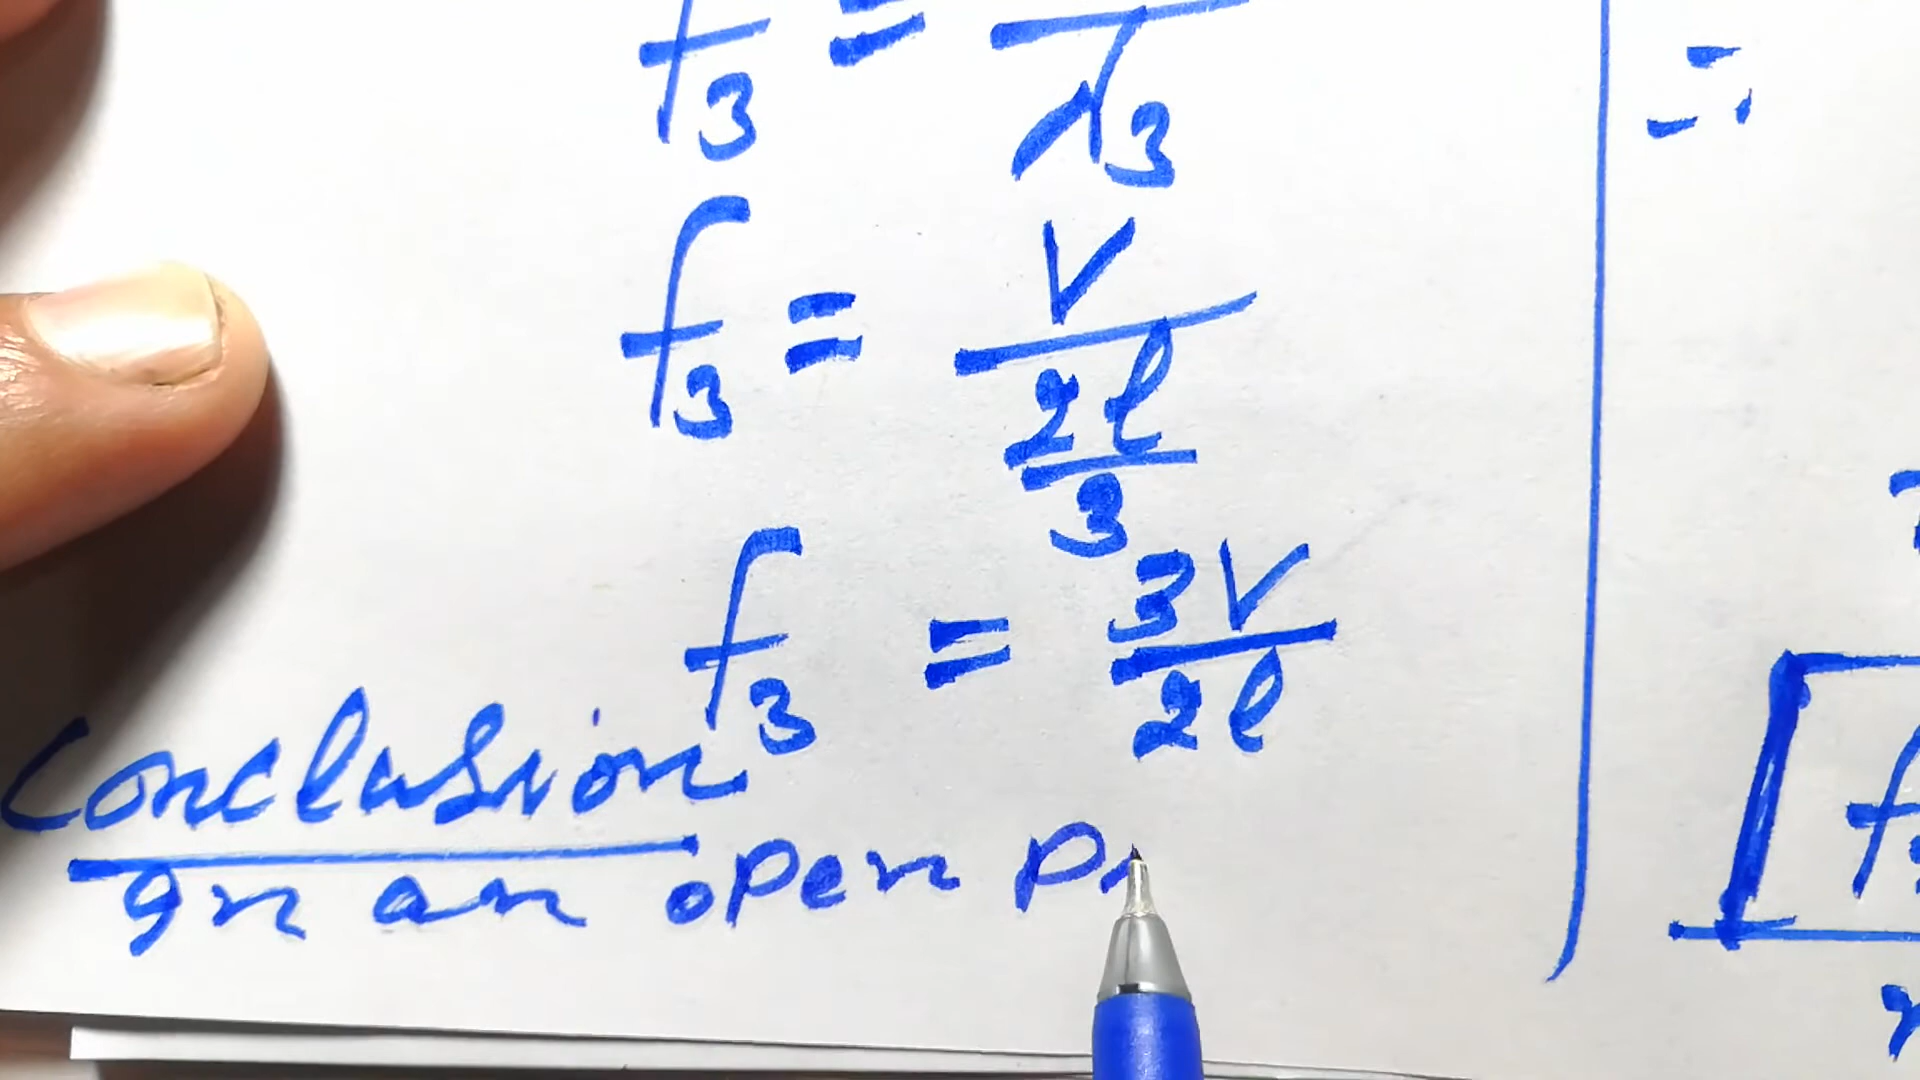 f₃ = —/λ₃
f₃ = V/(2l/3)
f₃ = 3V/2l
Conclusion
In an open